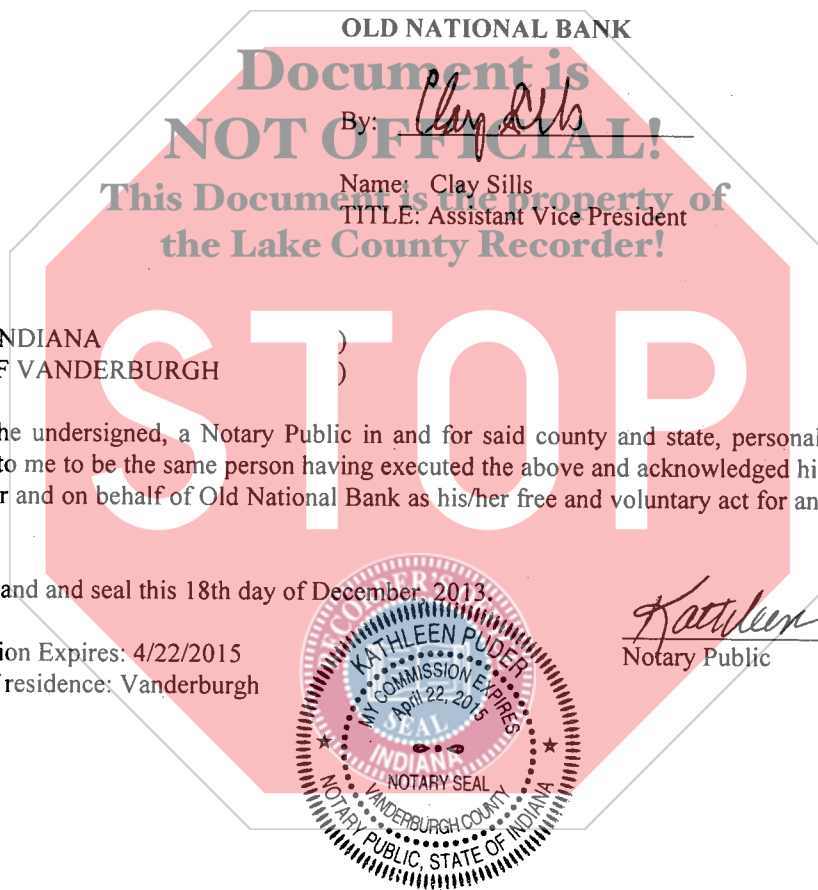 OLD NATIONAL BANK
Document is
NOT OFFICIAL!
This Document is the property of
the Lake County Recorder!
By: Clay Sills
Name: Clay Sills
TITLE: Assistant Vice President
STOP
NDIANA )
F VANDERBURGH )
he undersigned, a Notary Public in and for said county and state, personal
to me to be the same person having executed the above and acknowledged hi
r and on behalf of Old National Bank as his/her free and voluntary act for an
and and seal this 18th day of December, 2013.
ion Expires: 4/22/2015
residence: Vanderburgh
Kathleen
Notary Public
RECORDER'S
SEAL
INDIANA
KATHLEEN PUDER
MY COMMISSION EXPIRES
April 22, 2015
NOTARY SEAL
VANDERBURGH COUNTY
NOTARY PUBLIC, STATE OF INDIANA